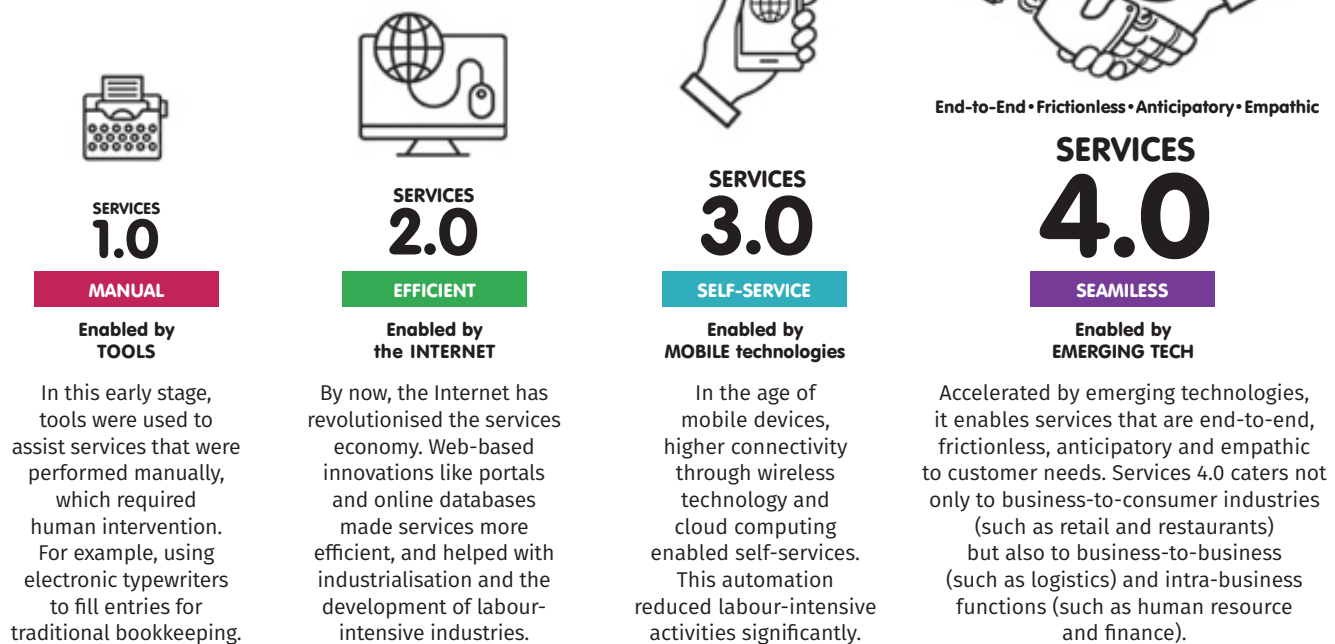 SERVICES
1.0
MANUAL
Enabled by
TOOLS
In this early stage,
tools were used to
assist services that were
performed manually,
which required
human intervention.
For example, using
electronic typewriters
to fill entries for
traditional bookkeeping.
SERVICES
2.0
EFFICIENT
Enabled by
the INTERNET
By now, the Internet has
revolutionised the services
economy. Web-based
innovations like portals
and online databases
made services more
efficient, and helped with
industrialisation and the
development of labour-
intensive industries.
SERVICES
3.0
SELF-SERVICE
Enabled by
MOBILE technologies
In the age of
mobile devices,
higher connectivity
through wireless
technology and
cloud computing
enabled self-services.
This automation
reduced labour-intensive
activities significantly.
End-to-End•Frictionless•Anticipatory•Empathic
SERVICES
4.0
SEAMILESS
Enabled by
EMERGING TECH
Accelerated by emerging technologies,
it enables services that are end-to-end,
frictionless, anticipatory and empathic
to customer needs. Services 4.0 caters not
only to business-to-consumer industries
(such as retail and restaurants)
but also to business-to-business
(such as logistics) and intra-business
functions (such as human resource
and finance).